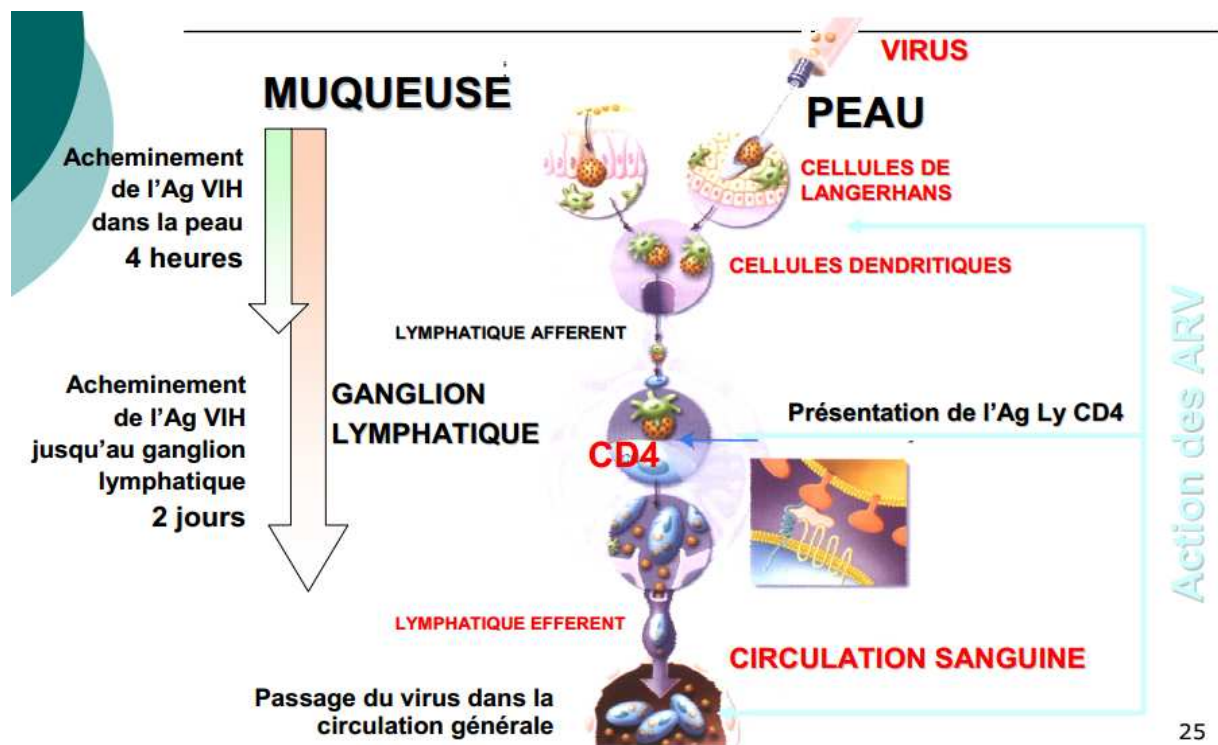 VIRUS
MUQUEUSE
PEAU
Acheminement
de l'Ag VIH
dans la peau
4 heures
CELLULES DE
LANGERHANS
CELLULES DENDRITIQUES
LYMPHATIQUE AFFERENT
Acheminement
de l'Ag VIH
jusqu'au ganglion
lymphatique
2 jours
GANGLION
LYMPHATIQUE
Présentation de l'Ag Ly CD4
CD4
Action des ARV
LYMPHATIQUE EFFERENT
CIRCULATION SANGUINE
Passage du virus dans la
circulation générale
25